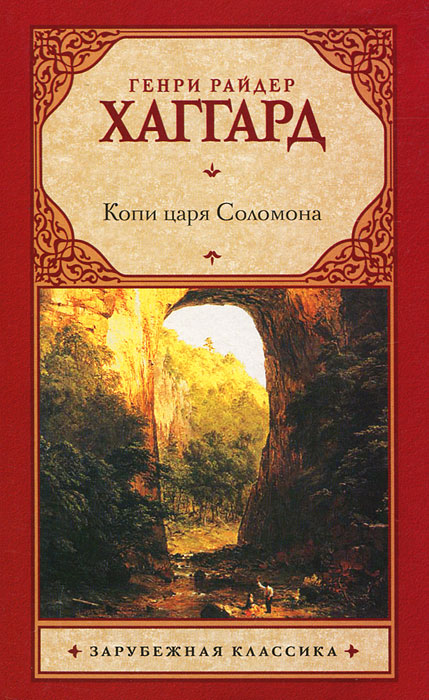 ГЕНРИ РАЙДЕР
ХАГГАРД
Копи царя Соломона
ЗАРУБЕЖНАЯ КЛАССИКА